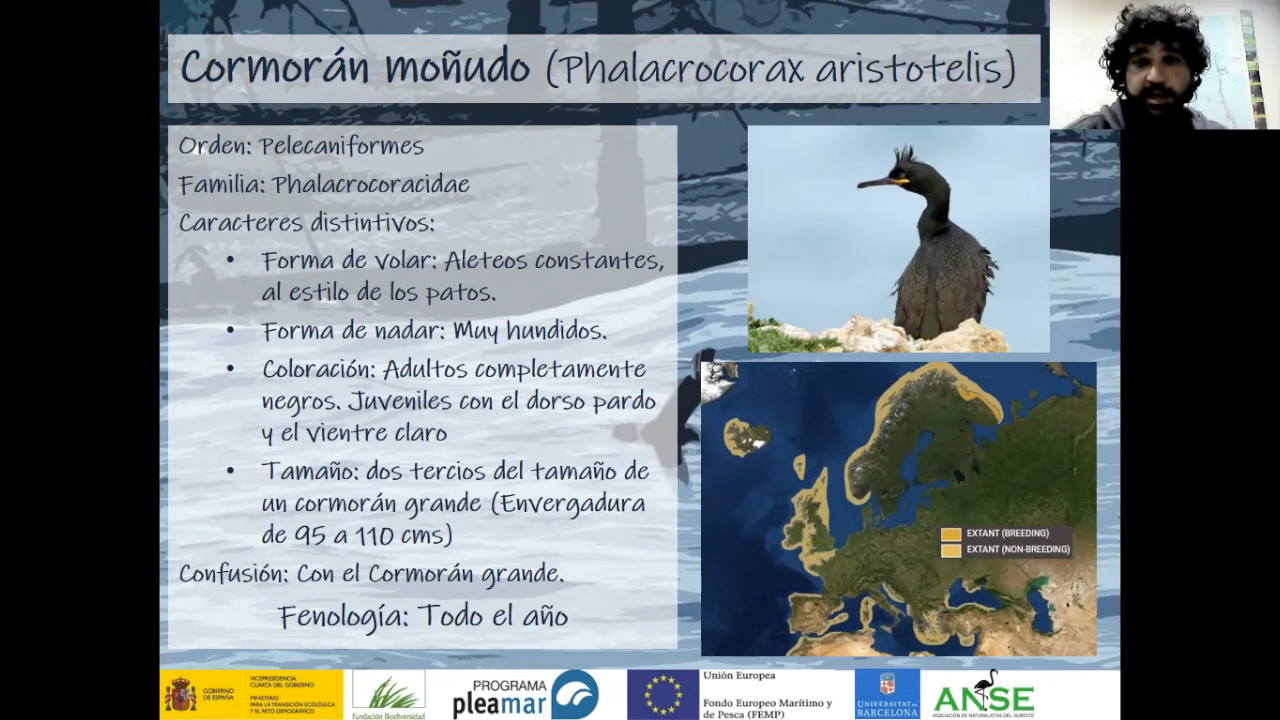 Cormorán moñudo (Phalacrocorax aristotelis)
Orden: Pelecaniformes
Familia: Phalacrocoracidae
Caracteres distintivos:
• Forma de volar: Aleteos constantes,
al estilo de los patos.
• Forma de nadar: Muy hundidos.
• Coloración: Adultos completamente
negros. Juveniles con el dorso pardo
y el vientre claro
• Tamaño: dos tercios del tamaño de
un cormorán grande (Envergadura
de 95 a 110 cms)
Confusión: Con el Cormorán grande.
Fenología: Todo el año
EXTANT (BREEDING)
EXTANT (NON-BREEDING)
GOBIERNO
DE ESPAÑA
VICEPRESIDENCIA
CUARTA DEL GOBIERNO
MINISTERIO
PARA LA TRANSICIÓN ECOLÓGICA
Y EL RETO DEMOGRÁFICO
Fundación Biodiversidad
PROGRAMA
pleamar
Unión Europea
Fondo Europeo Marítimo y
de Pesca (FEMP)
UNIVERSITAT DE
BARCELONA
ANSE
ASOCIACIÓN DE NATURALISTAS DEL SURESTE